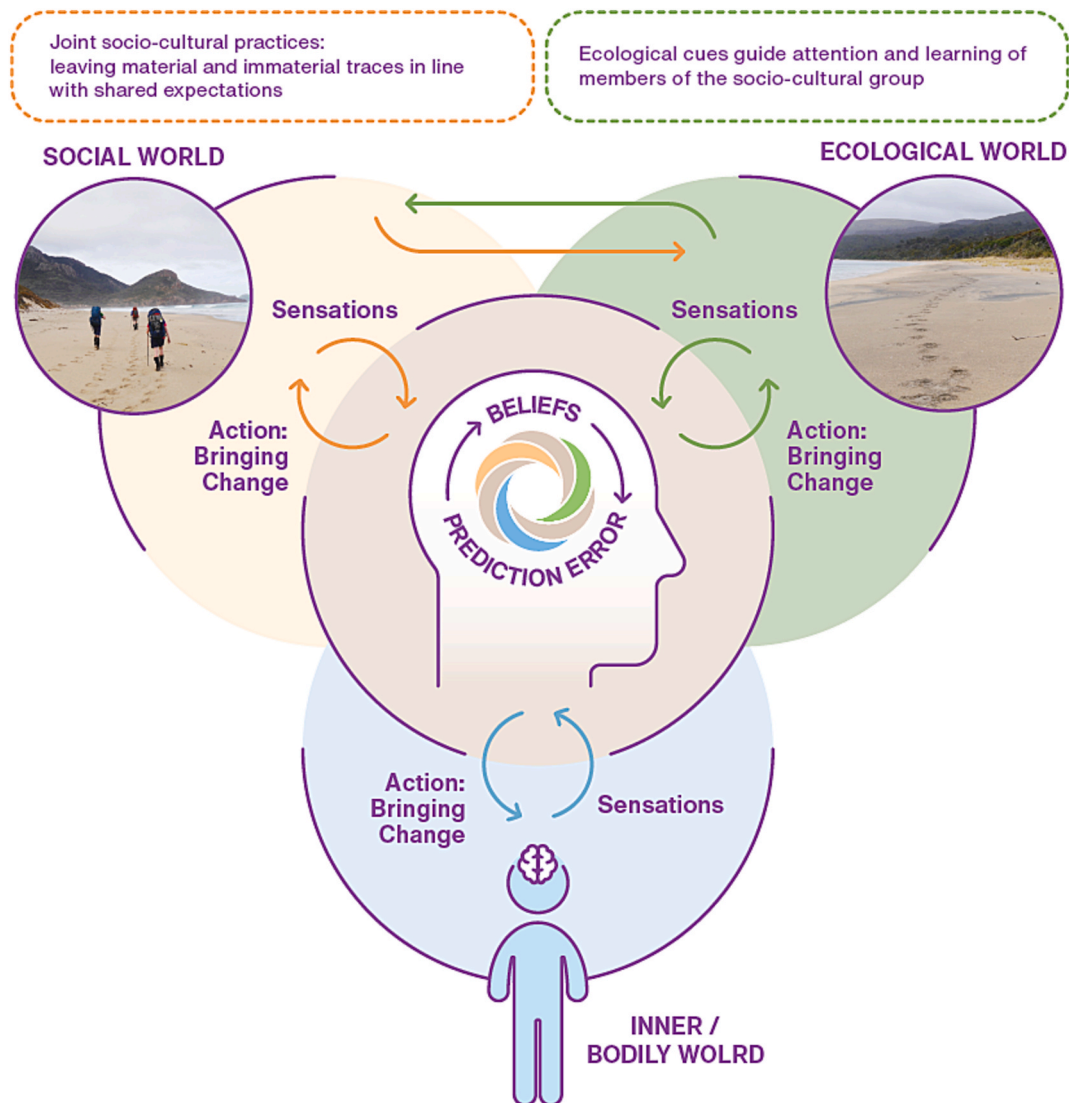 Joint socio-cultural practices:
leaving material and immaterial traces in line
with shared expectations
Ecological cues guide attention and learning of
members of the socio-cultural group
SOCIAL WORLD
ECOLOGICAL WORLD
Sensations
Sensations
Action:
Bringing
Change
BELIEFS
PREDICTION ERROR
Action:
Bringing
Change
Action:
Bringing
Change
Sensations
INNER /
BODILY WOLRD